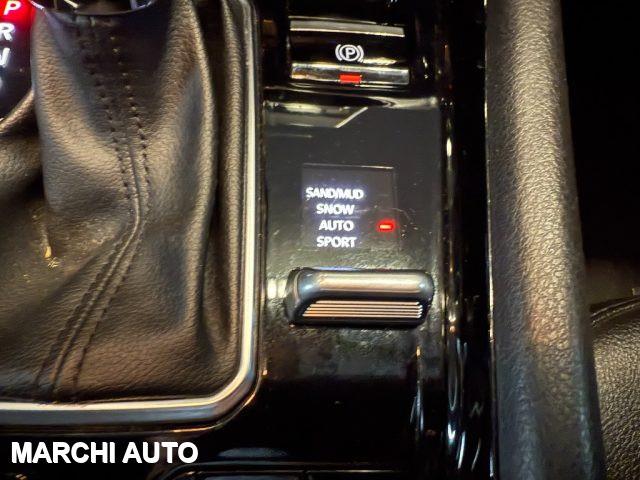 P
R
N
P
SAND/MUD
SNOW
AUTO
SPORT
MARCHI AUTO